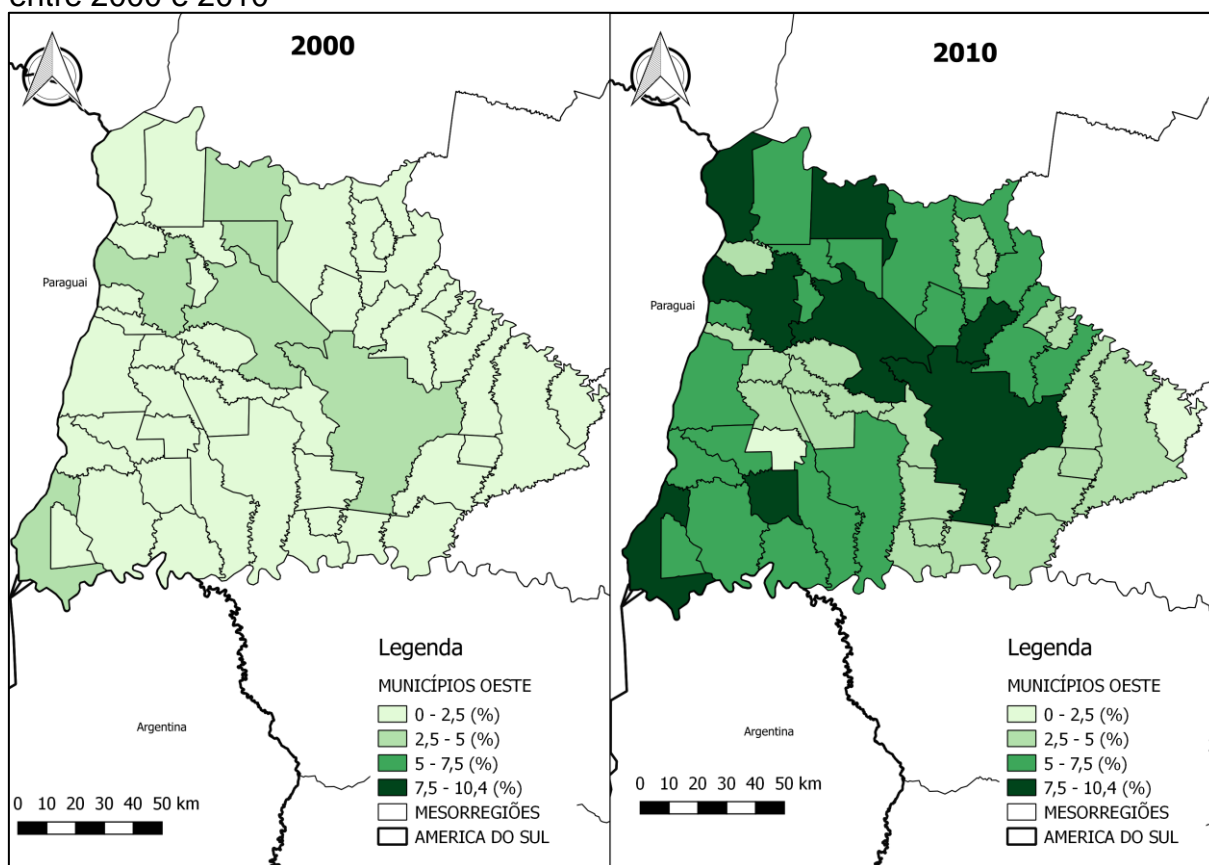 entre 2000 e 2010
2000
Paraguai
Argentina
Legenda
MUNICÍPIOS OESTE
0 - 2,5 (%)
2,5 - 5 (%)
5 - 7,5 (%)
7,5 - 10,4 (%)
MESORREGIÕES
AMERICA DO SUL
0 10 20 30 40 50 km
2010
Paraguai
Argentina
Legenda
MUNICÍPIOS OESTE
0 - 2,5 (%)
2,5 - 5 (%)
5 - 7,5 (%)
7,5 - 10,4 (%)
MESORREGIÕES
AMERICA DO SUL
0 10 20 30 40 50 km